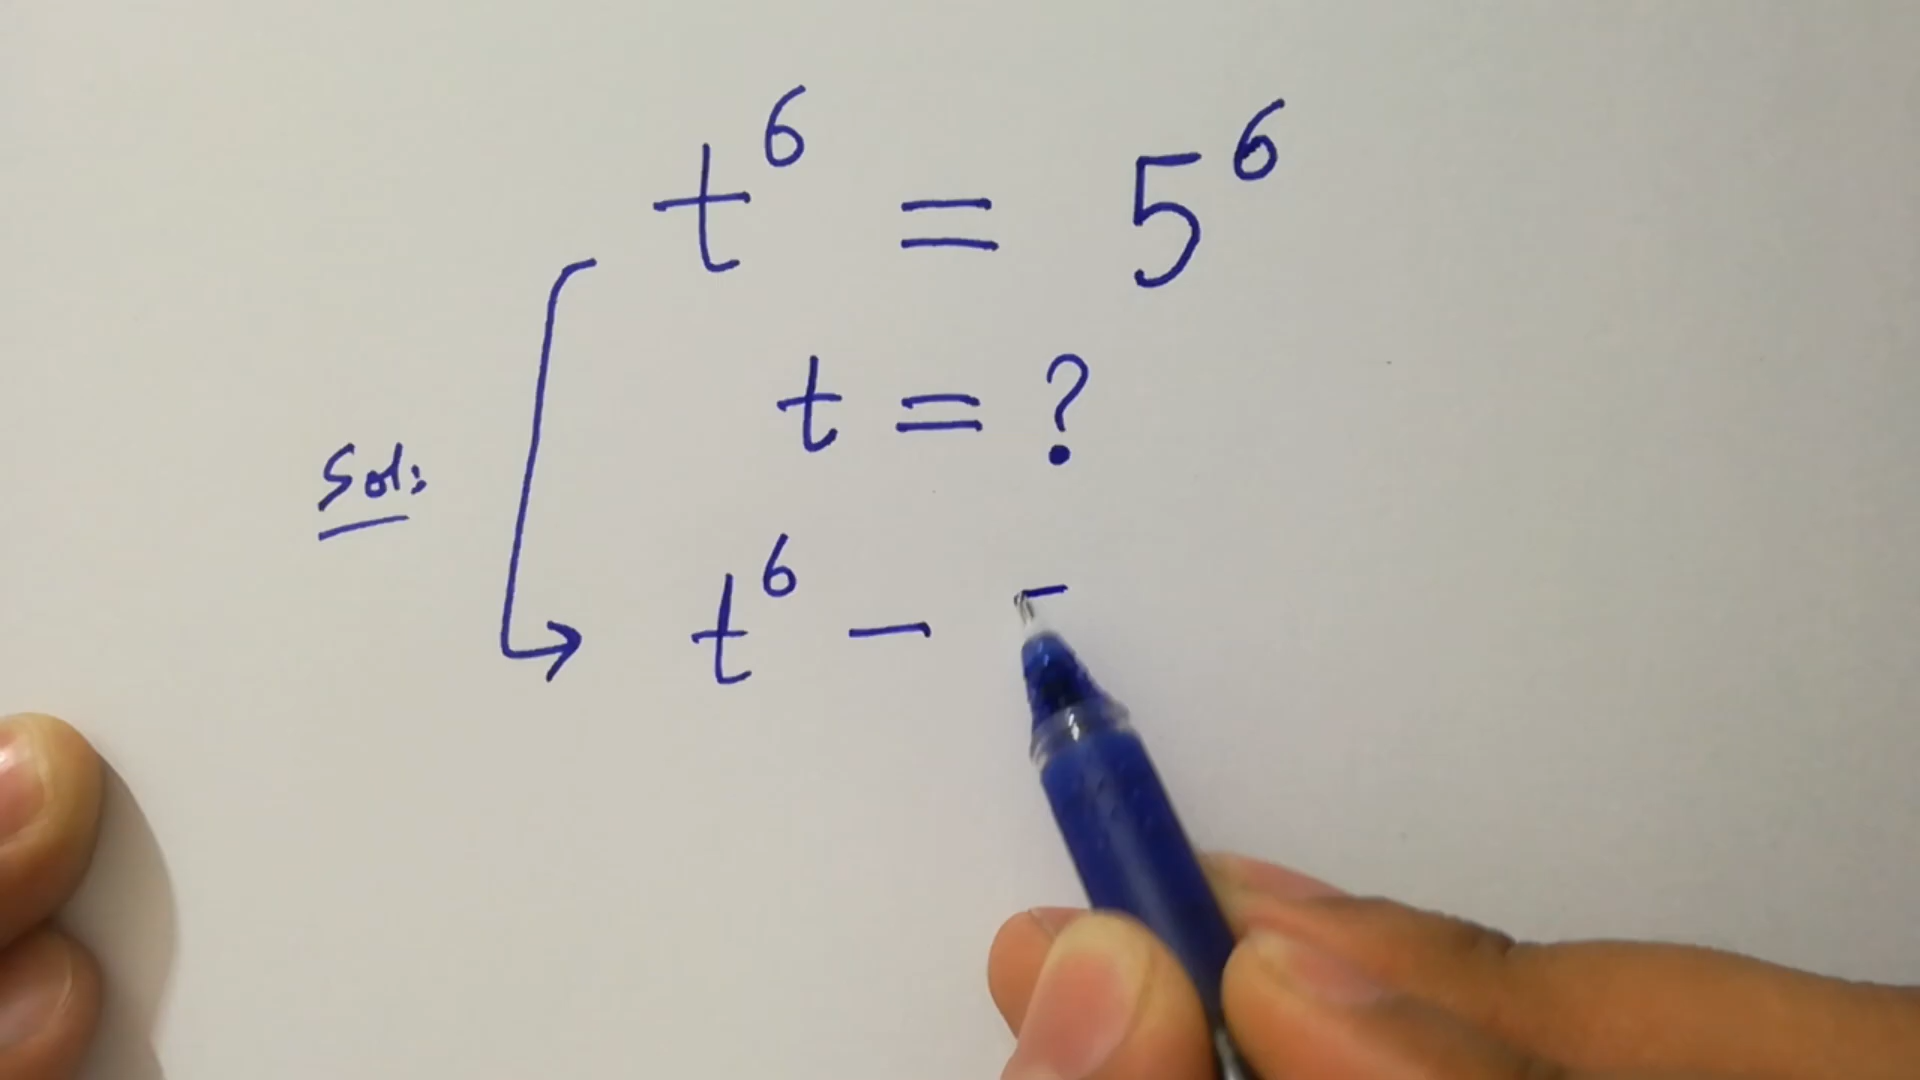 t⁶ = 5⁶
t = ?
Sol:
t⁶ −